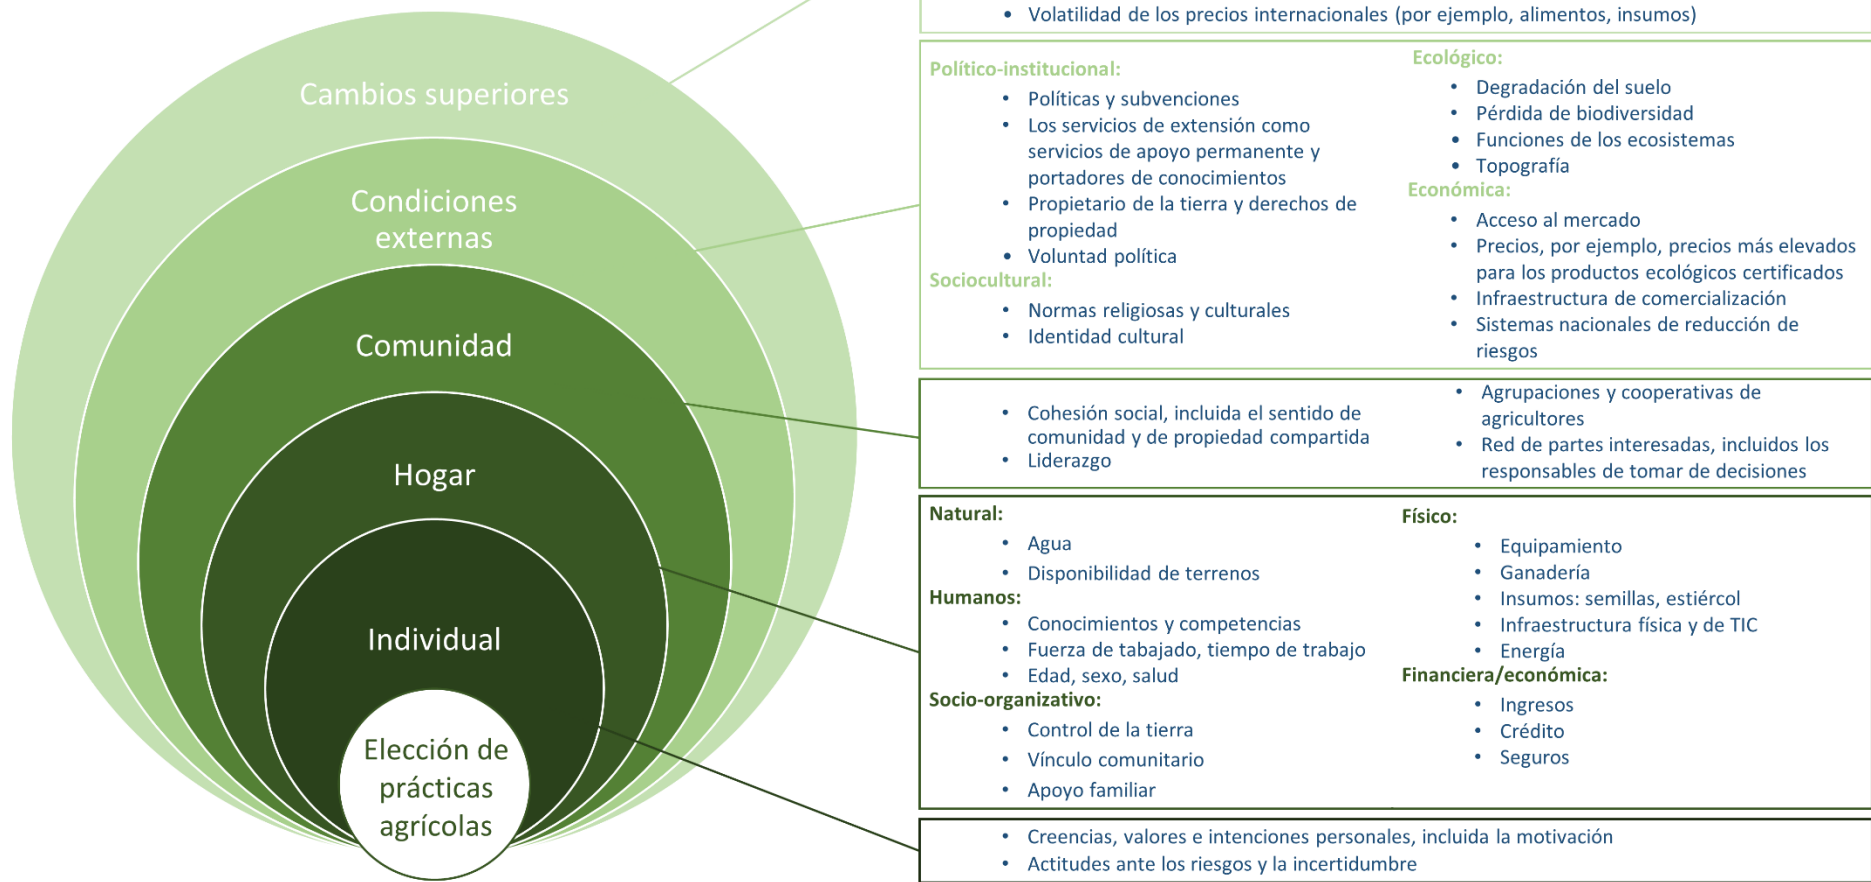 Cambios superiores
Condiciones
externas
Comunidad
Hogar
Individual
Elección de
prácticas
agrícolas
• Volatilidad de los precios internacionales (por ejemplo, alimentos, insumos)
Político-institucional:
• Políticas y subvenciones
• Los servicios de extensión como
servicios de apoyo permanente y
portadores de conocimientos
• Propietario de la tierra y derechos de
propiedad
• Voluntad política
Sociocultural:
• Normas religiosas y culturales
• Identidad cultural
Ecológico:
• Degradación del suelo
• Pérdida de biodiversidad
• Funciones de los ecosistemas
• Topografía
Económica:
• Acceso al mercado
• Precios, por ejemplo, precios más elevados
para los productos ecológicos certificados
• Infraestructura de comercialización
• Sistemas nacionales de reducción de
riesgos
• Cohesión social, incluida el sentido de
comunidad y de propiedad compartida
• Liderazgo
• Agrupaciones y cooperativas de
agricultores
• Red de partes interesadas, incluidos los
responsables de tomar de decisiones
Natural:
• Agua
• Disponibilidad de terrenos
Humanos:
• Conocimientos y competencias
• Fuerza de tabajado, tiempo de trabajo
• Edad, sexo, salud
Socio-organizativo:
• Control de la tierra
• Vínculo comunitario
• Apoyo familiar
Físico:
• Equipamiento
• Ganadería
• Insumos: semillas, estiércol
• Infraestructura física y de TIC
• Energía
Financiera/económica:
• Ingresos
• Crédito
• Seguros
• Creencias, valores e intenciones personales, incluida la motivación
• Actitudes ante los riesgos y la incertidumbre